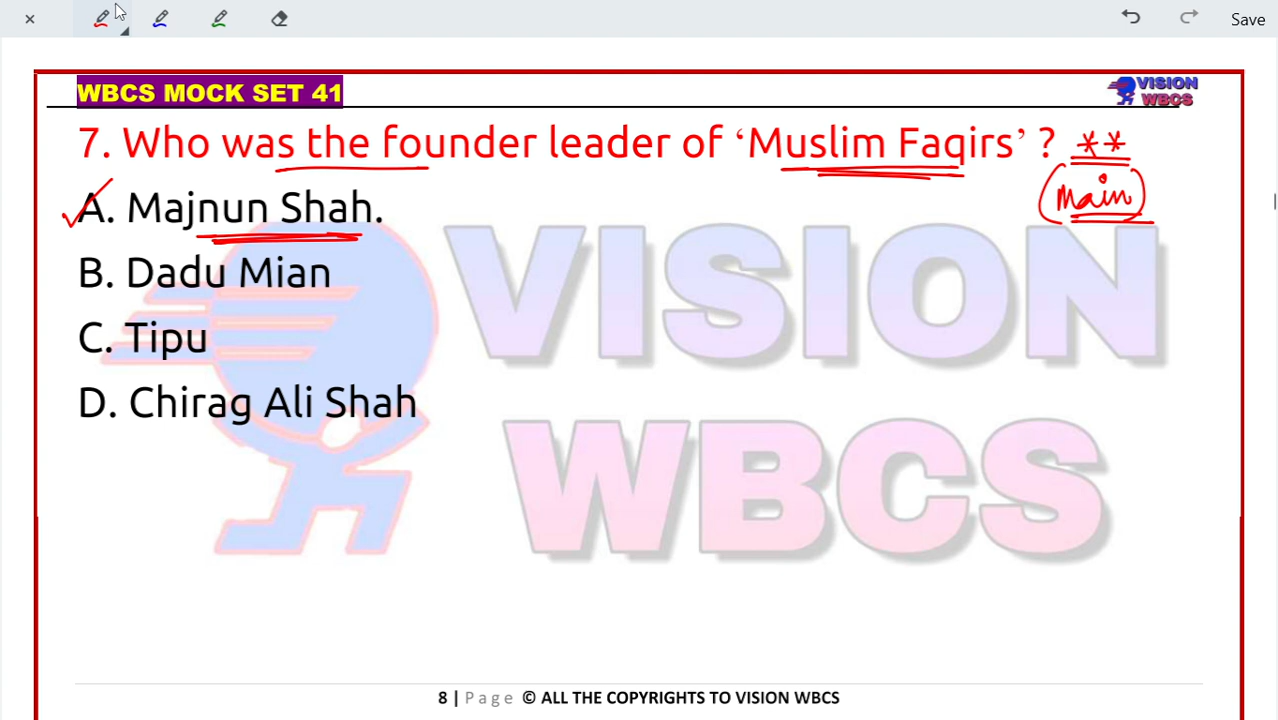 Save
WBCS MOCK SET 41
VISION
WBCS
7. Who was the founder leader of ‘Muslim Faqirs’ ? **
A. Majnun Shah.
Main
B. Dadu Mian
C. Tipu
D. Chirag Ali Shah
VISION
WBCS
8 | Page © ALL THE COPYRIGHTS TO VISION WBCS